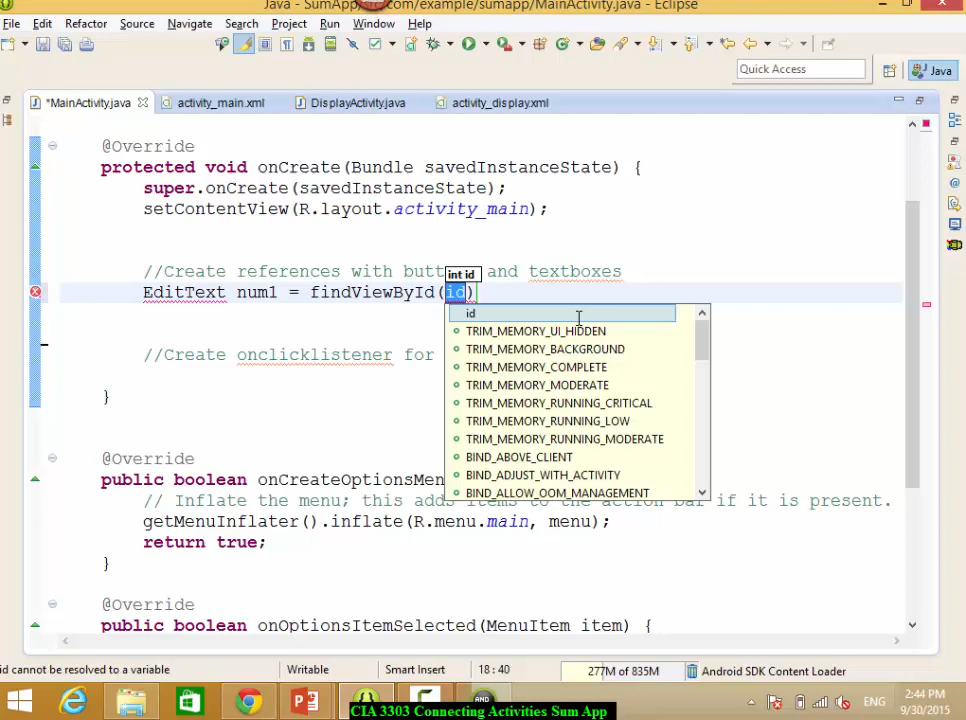 Java - SumApp/src/com/example/sumapp/MainActivity.java - Eclipse
File Edit Refactor Source Navigate Search Project Run Window Help
Quick Access
Java
*MainActivity.java activity_main.xml DisplayActivity.java activity_display.xml
@Override
protected void onCreate(Bundle savedInstanceState) {
super.onCreate(savedInstanceState);
setContentView(R.layout.activity_main);
int id
//Create references with butt and textboxes
EditText num1 = findViewById(id)
id
TRIM_MEMORY_UI_HIDDEN
TRIM_MEMORY_BACKGROUND
//Create onclicklistener for
TRIM_MEMORY_COMPLETE
TRIM_MEMORY_MODERATE
}
TRIM_MEMORY_RUNNING_CRITICAL
TRIM_MEMORY_RUNNING_LOW
TRIM_MEMORY_RUNNING_MODERATE
@Override
BIND_ABOVE_CLIENT
public boolean onCreateOptionsMen
BIND_ADJUST_WITH_ACTIVITY
BIND_ALLOW_OOM_MANAGEMENT
// Inflate the menu; this adds items to the action bar if it is present.
getMenuInflater().inflate(R.menu.main, menu);
return true;
}
@Override
public boolean onOptionsItemSelected(MenuItem item) {
id cannot be resolved to a variable Writable Smart Insert 18 : 40 277M of 835M Android SDK Content Loader
ENG
2:44 PM
9/30/2015
CIA 3303 Connecting Activities Sum App